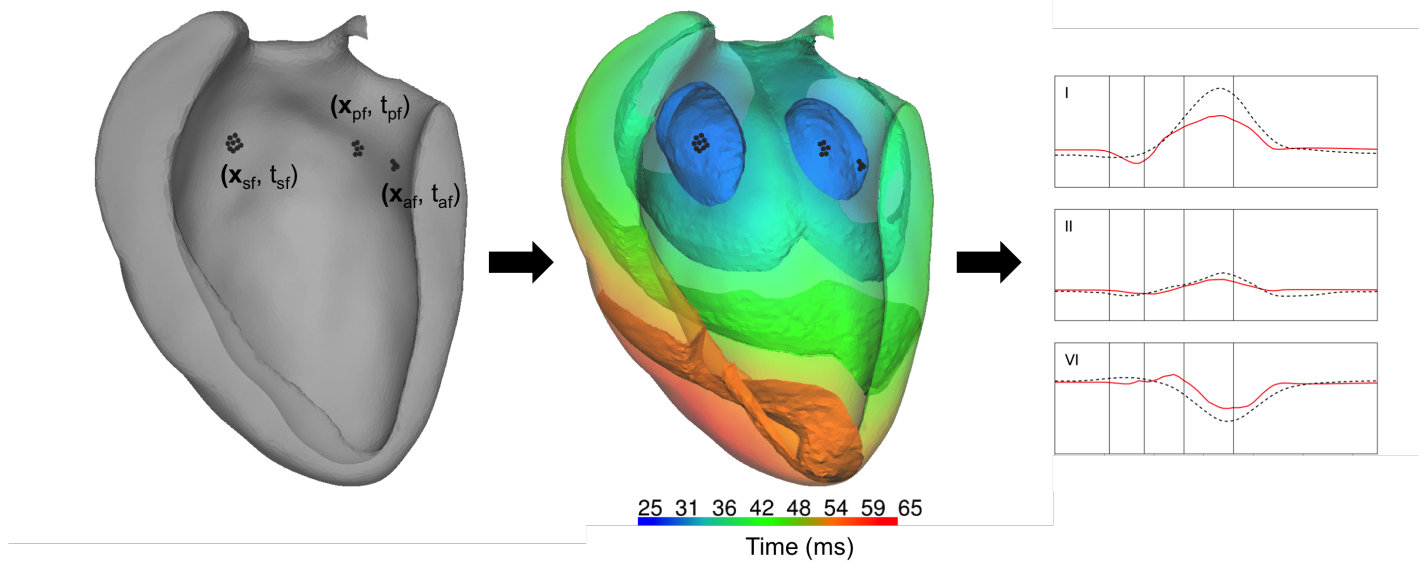 (x_pf, t_pf)
(x_sf, t_sf)
(x_af, t_af)
25 31 36 42 48 54 59 65
Time (ms)
I
II
VI